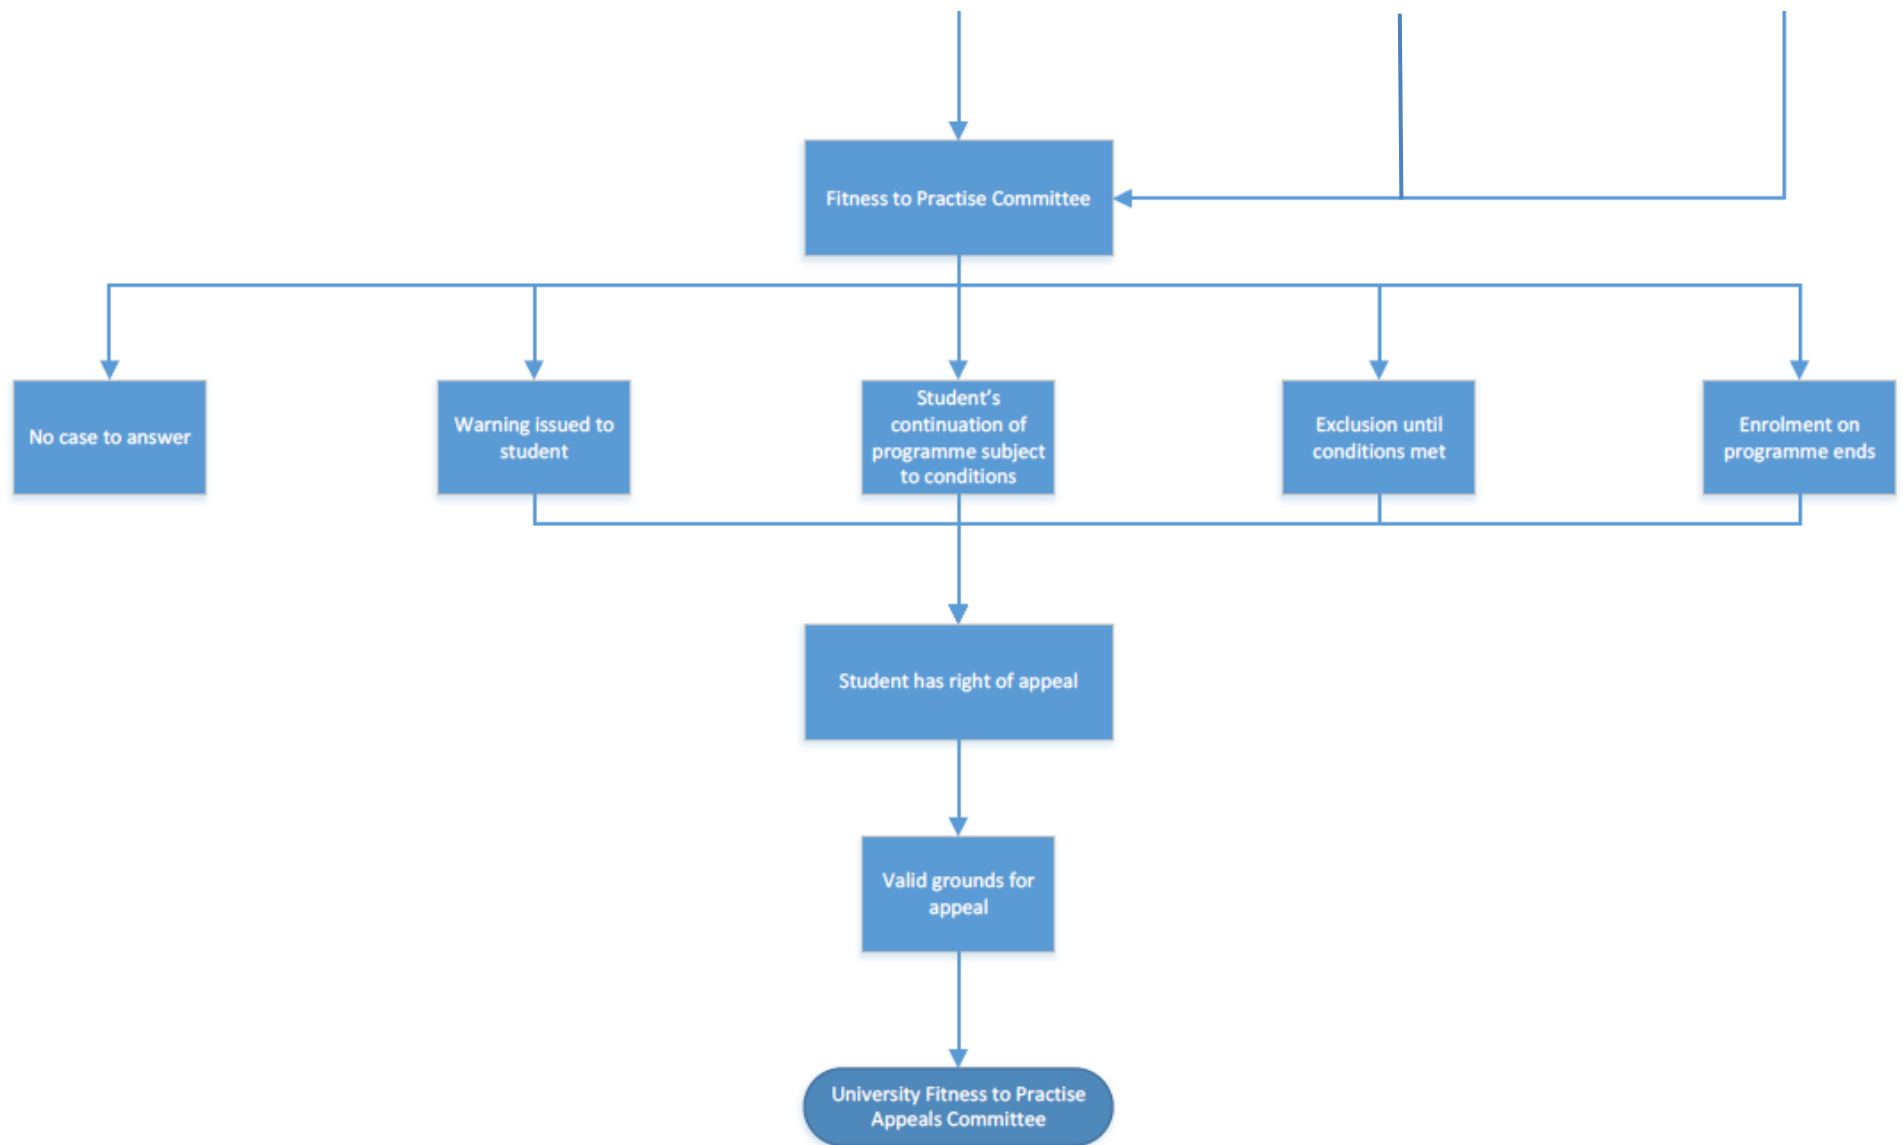 Fitness to Practise Committee
No case to answer
Warning issued to
student
Student’s
continuation of
programme subject
to conditions
Exclusion until
conditions met
Enrolment on
programme ends
Student has right of appeal
Valid grounds for
appeal
University Fitness to Practise
Appeals Committee